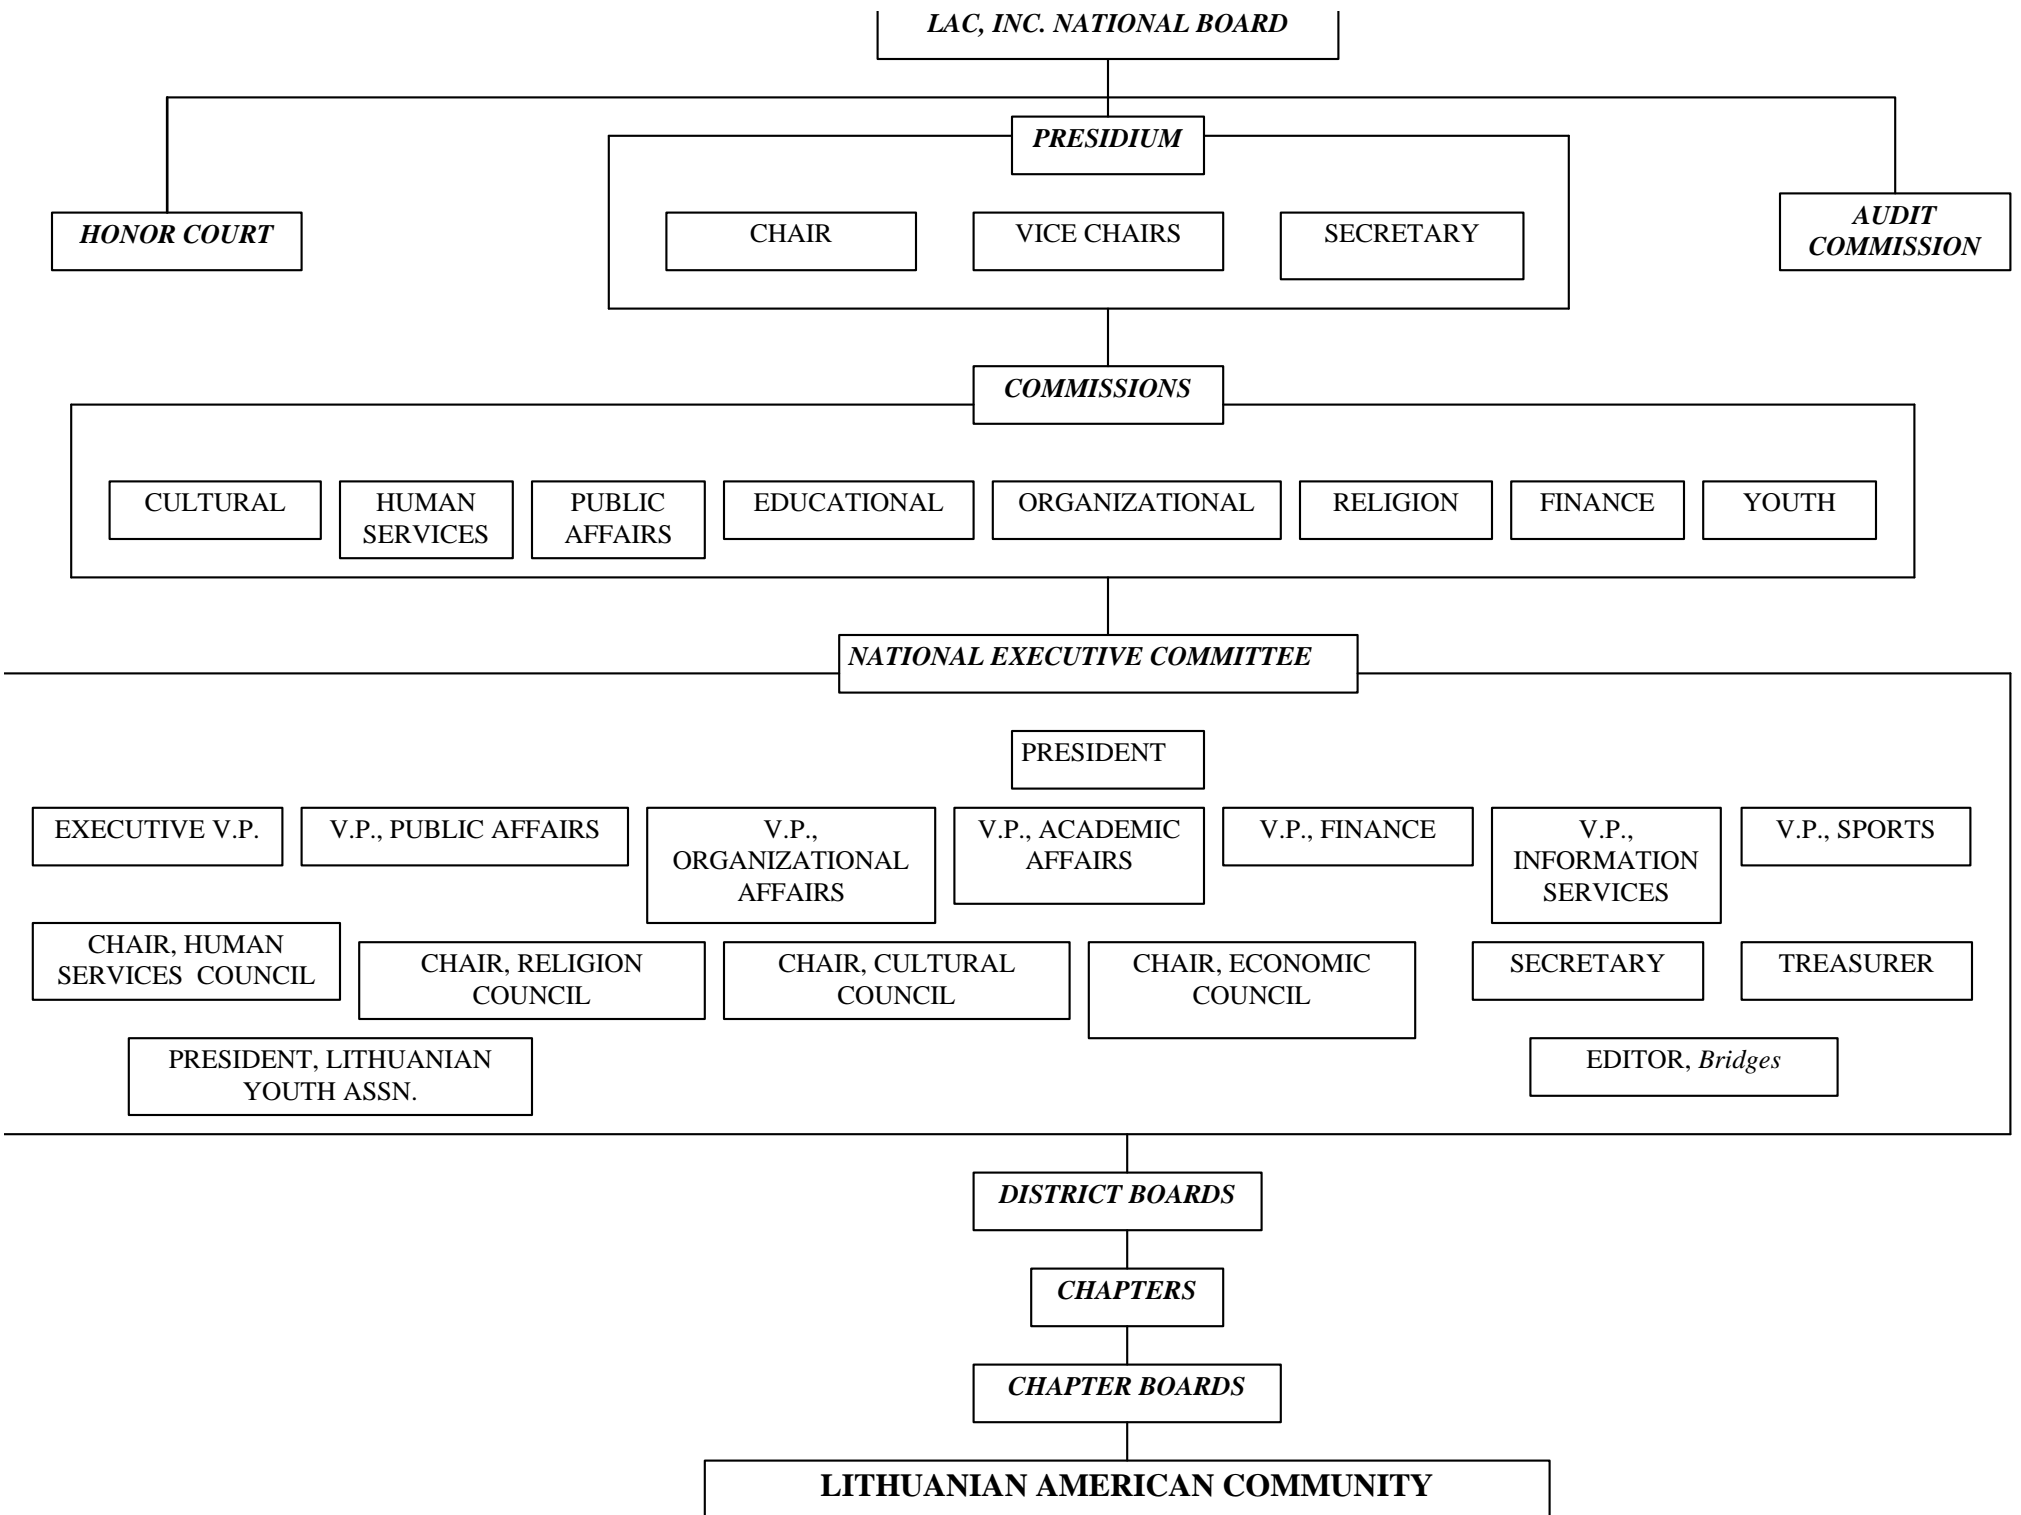 LAC, INC. NATIONAL BOARD
PRESIDIUM
HONOR COURT
CHAIR
VICE CHAIRS
SECRETARY
AUDIT
COMMISSION
COMMISSIONS
CULTURAL
HUMAN
SERVICES
PUBLIC
AFFAIRS
EDUCATIONAL
ORGANIZATIONAL
RELIGION
FINANCE
YOUTH
NATIONAL EXECUTIVE COMMITTEE
PRESIDENT
EXECUTIVE V.P.
V.P., PUBLIC AFFAIRS
V.P.,
ORGANIZATIONAL
AFFAIRS
V.P., ACADEMIC
AFFAIRS
V.P., FINANCE
V.P.,
INFORMATION
SERVICES
V.P., SPORTS
CHAIR, HUMAN
SERVICES COUNCIL
CHAIR, RELIGION
COUNCIL
CHAIR, CULTURAL
COUNCIL
CHAIR, ECONOMIC
COUNCIL
SECRETARY
TREASURER
PRESIDENT, LITHUANIAN
YOUTH ASSN.
EDITOR, Bridges
DISTRICT BOARDS
CHAPTERS
CHAPTER BOARDS
LITHUANIAN AMERICAN COMMUNITY